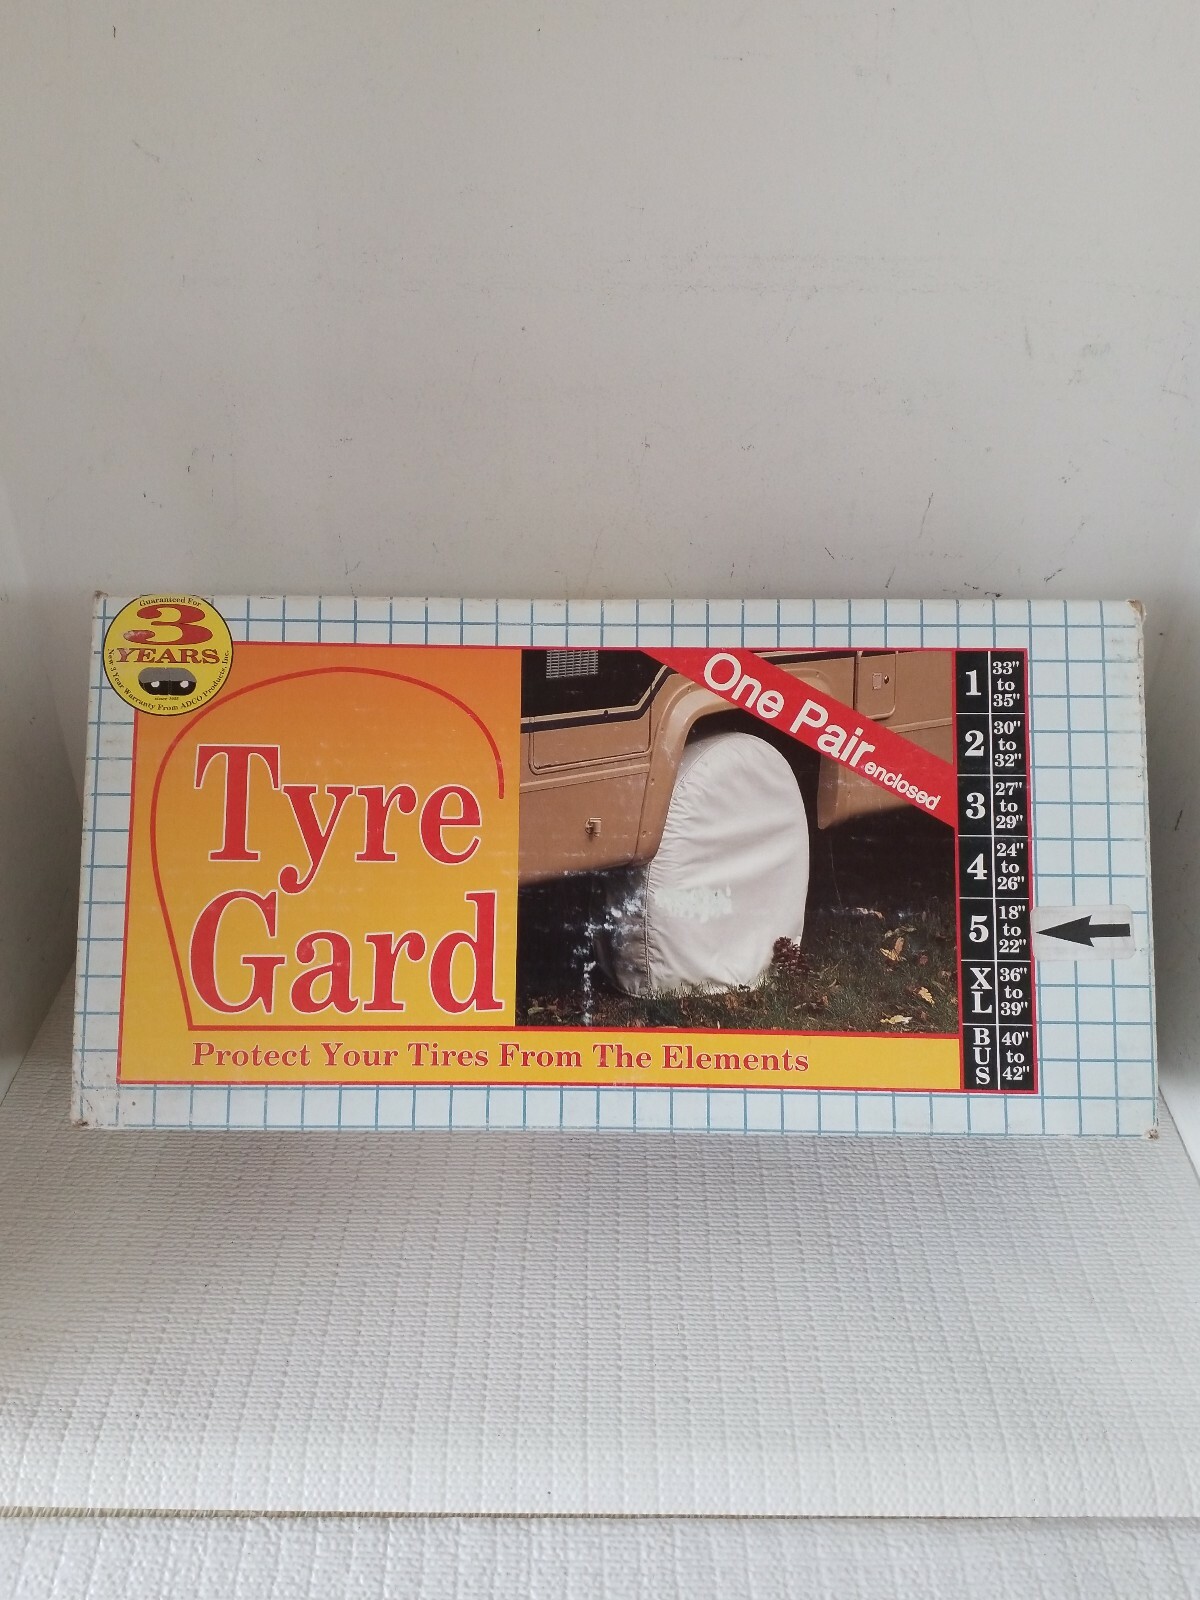 Guaranteed For
3
YEARS
New 3 Year Warranty From ADCO Products, Inc.
Since 1955
Tyre
Gard
One Pair enclosed
1 33" to 35"
2 30" to 32"
3 27" to 29"
4 24" to 26"
5 18" to 22"
XL 36" to 39"
BUS 40" to 42"
Protect Your Tires From The Elements